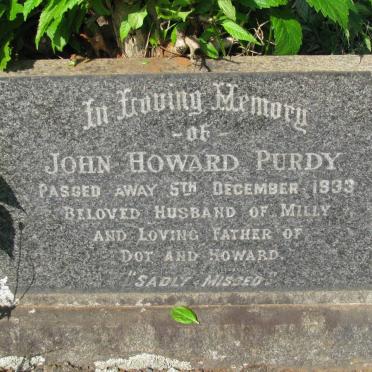 In Loving Memory
- of -
JOHN HOWARD PURDY
PASSED AWAY 5TH DECEMBER 1933
BELOVED HUSBAND OF MILLY
AND LOVING FATHER OF
DOT AND HOWARD.
"SADLY MISSED."